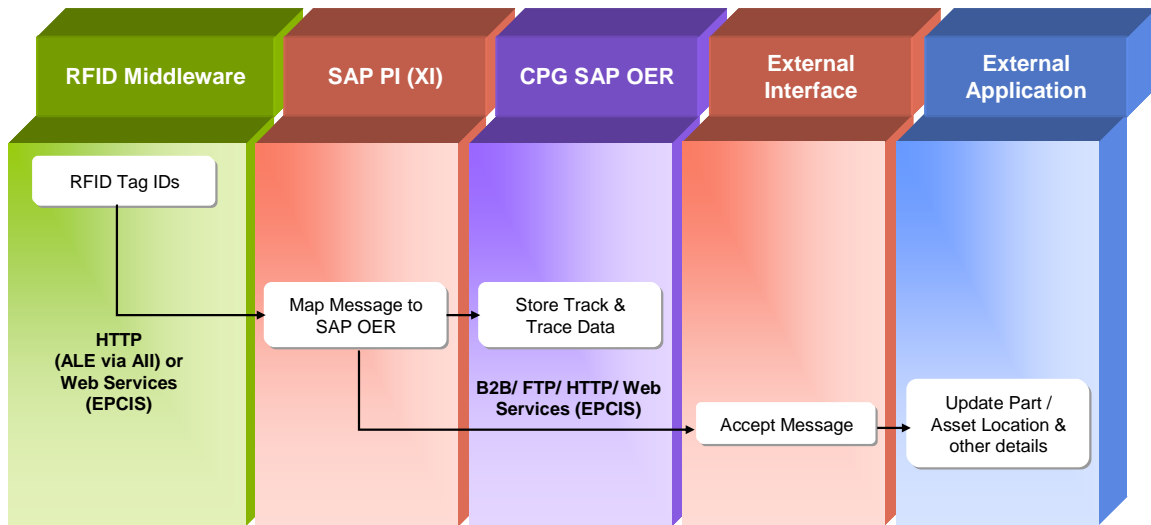 RFID Middleware
SAP PI (XI)
CPG SAP OER
External
Interface
External
Application
RFID Tag IDs
Map Message to
SAP OER
Store Track &
Trace Data
HTTP
(ALE via AII) or
Web Services
(EPCIS)
B2B/ FTP/ HTTP/ Web
Services (EPCIS)
Accept Message
Update Part /
Asset Location &
other details